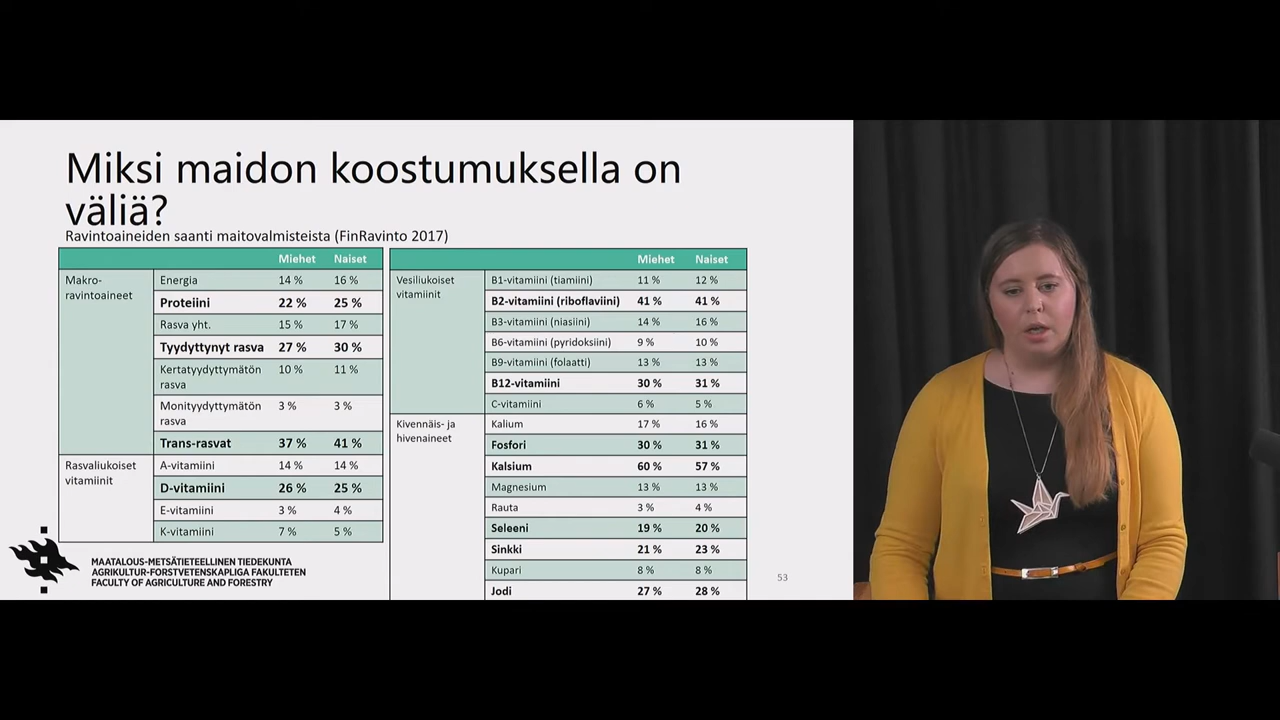 Miksi maidon koostumuksella on
väliä?
Ravintoaineiden saanti maitovalmisteista (FinRavinto 2017)
Miehet Naiset
Makro-
ravintoaineet
Energia 14 % 16 %
Proteiini 22 % 25 %
Rasva yht. 15 % 17 %
Tyydyttynyt rasva 27 % 30 %
Kertatyydyttymätön
rasva
10 % 11 %
Monityydyttymätön
rasva
3 % 3 %
Trans-rasvat 37 % 41 %
Rasvaliukoiset
vitamiinit
A-vitamiini 14 % 14 %
D-vitamiini 26 % 25 %
E-vitamiini 3 % 4 %
K-vitamiini 7 % 5 %
Miehet Naiset
Vesiliukoiset
vitamiinit
B1-vitamiini (tiamiini) 11 % 12 %
B2-vitamiini (riboflaviini) 41 % 41 %
B3-vitamiini (niasiini) 14 % 16 %
B6-vitamiini (pyridoksiini) 9 % 10 %
B9-vitamiini (folaatti) 13 % 13 %
B12-vitamiini 30 % 31 %
C-vitamiini 6 % 5 %
Kivennäis- ja
hivenaineet
Kalium 17 % 16 %
Fosfori 30 % 31 %
Kalsium 60 % 57 %
Magnesium 13 % 13 %
Rauta 3 % 4 %
Seleeni 19 % 20 %
Sinkki 21 % 23 %
Kupari 8 % 8 %
Jodi 27 % 28 %
MAATALOUS-METSÄTIETEELLINEN TIEDEKUNTA
AGRIKULTUR-FORSTVETENSKAPLIGA FAKULTETEN
FACULTY OF AGRICULTURE AND FORESTRY
53